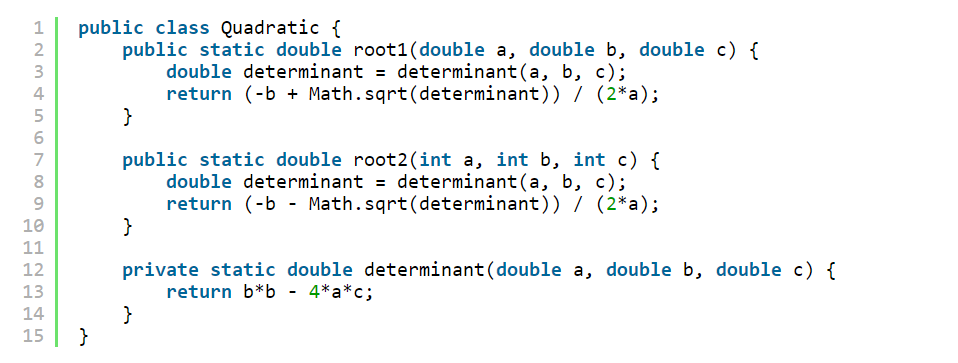 1 public class Quadratic {
2     public static double root1(double a, double b, double c) {
3         double determinant = determinant(a, b, c);
4         return (-b + Math.sqrt(determinant)) / (2*a);
5     }
6
7     public static double root2(int a, int b, int c) {
8         double determinant = determinant(a, b, c);
9         return (-b - Math.sqrt(determinant)) / (2*a);
10     }
11
12     private static double determinant(double a, double b, double c) {
13         return b*b - 4*a*c;
14     }
15 }